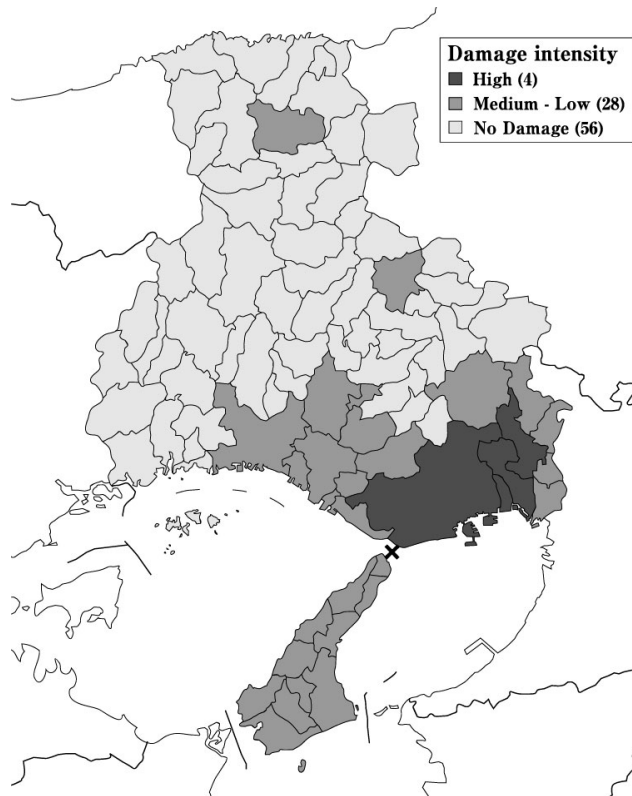 Damage intensity
High (4)
Medium - Low (28)
No Damage (56)